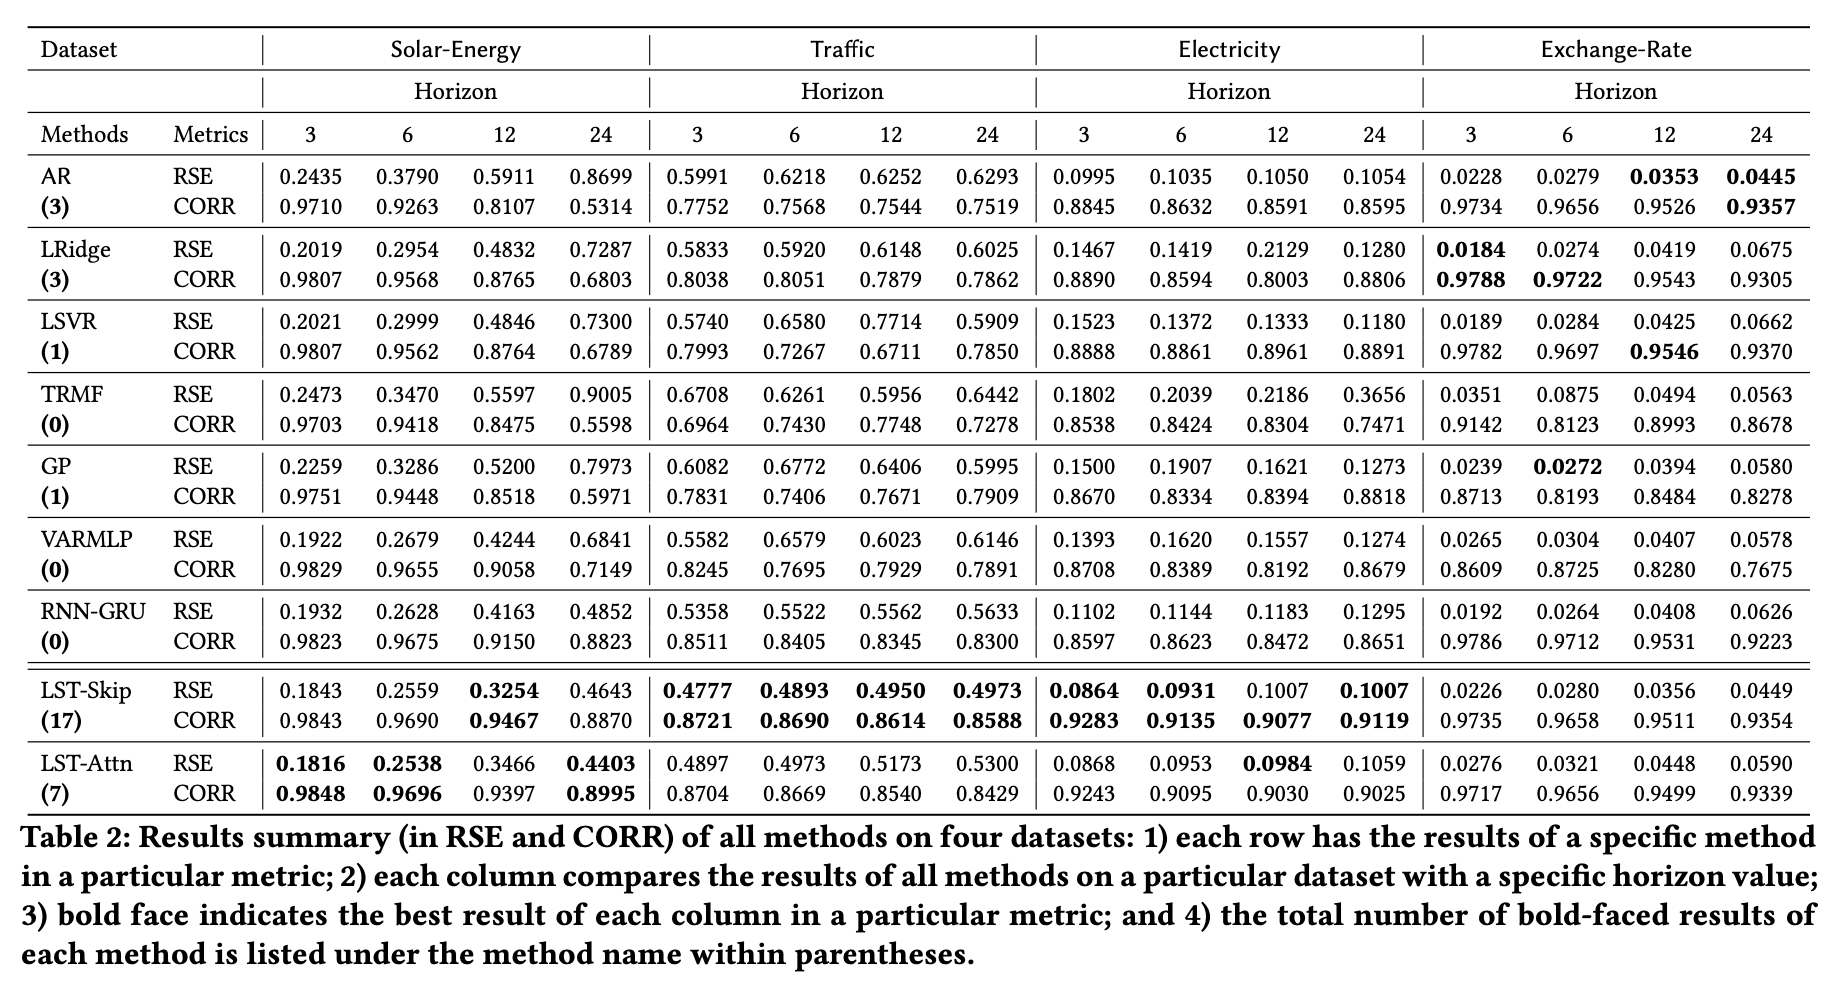 Dataset Solar-Energy Traffic Electricity Exchange-Rate
Horizon Horizon Horizon Horizon
Methods Metrics 3 6 12 24 3 6 12 24 3 6 12 24 3 6 12 24
AR RSE 0.2435 0.3790 0.5911 0.8699 0.5991 0.6218 0.6252 0.6293 0.0995 0.1035 0.1050 0.1054 0.0228 0.0279 0.0353 0.0445
(3) CORR 0.9710 0.9263 0.8107 0.5314 0.7752 0.7568 0.7544 0.7519 0.8845 0.8632 0.8591 0.8595 0.9734 0.9656 0.9526 0.9357
LRidge RSE 0.2019 0.2954 0.4832 0.7287 0.5833 0.5920 0.6148 0.6025 0.1467 0.1419 0.2129 0.1280 0.0184 0.0274 0.0419 0.0675
(3) CORR 0.9807 0.9568 0.8765 0.6803 0.8038 0.8051 0.7879 0.7862 0.8890 0.8594 0.8003 0.8806 0.9788 0.9722 0.9543 0.9305
LSVR RSE 0.2021 0.2999 0.4846 0.7300 0.5740 0.6580 0.7714 0.5909 0.1523 0.1372 0.1333 0.1180 0.0189 0.0284 0.0425 0.0662
(1) CORR 0.9807 0.9562 0.8764 0.6789 0.7993 0.7267 0.6711 0.7850 0.8888 0.8861 0.8961 0.8891 0.9782 0.9697 0.9546 0.9370
TRMF RSE 0.2473 0.3470 0.5597 0.9005 0.6708 0.6261 0.5956 0.6442 0.1802 0.2039 0.2186 0.3656 0.0351 0.0875 0.0494 0.0563
(0) CORR 0.9703 0.9418 0.8475 0.5598 0.6964 0.7430 0.7748 0.7278 0.8538 0.8424 0.8304 0.7471 0.9142 0.8123 0.8993 0.8678
GP RSE 0.2259 0.3286 0.5200 0.7973 0.6082 0.6772 0.6406 0.5995 0.1500 0.1907 0.1621 0.1273 0.0239 0.0272 0.0394 0.0580
(1) CORR 0.9751 0.9448 0.8518 0.5971 0.7831 0.7406 0.7671 0.7909 0.8670 0.8334 0.8394 0.8818 0.8713 0.8193 0.8484 0.8278
VARMLP RSE 0.1922 0.2679 0.4244 0.6841 0.5582 0.6579 0.6023 0.6146 0.1393 0.1620 0.1557 0.1274 0.0265 0.0304 0.0407 0.0578
(0) CORR 0.9829 0.9655 0.9058 0.7149 0.8245 0.7695 0.7929 0.7891 0.8708 0.8389 0.8192 0.8679 0.8609 0.8725 0.8280 0.7675
RNN-GRU RSE 0.1932 0.2628 0.4163 0.4852 0.5358 0.5522 0.5562 0.5633 0.1102 0.1144 0.1183 0.1295 0.0192 0.0264 0.0408 0.0626
(0) CORR 0.9823 0.9675 0.9150 0.8823 0.8511 0.8405 0.8345 0.8300 0.8597 0.8623 0.8472 0.8651 0.9786 0.9712 0.9531 0.9223
LST-Skip RSE 0.1843 0.2559 0.3254 0.4643 0.4777 0.4893 0.4950 0.4973 0.0864 0.0931 0.1007 0.1007 0.0226 0.0280 0.0356 0.0449
(17) CORR 0.9843 0.9690 0.9467 0.8870 0.8721 0.8690 0.8614 0.8588 0.9283 0.9135 0.9077 0.9119 0.9735 0.9658 0.9511 0.9354
LST-Attn RSE 0.1816 0.2538 0.3466 0.4403 0.4897 0.4973 0.5173 0.5300 0.0868 0.0953 0.0984 0.1059 0.0276 0.0321 0.0448 0.0590
(7) CORR 0.9848 0.9696 0.9397 0.8995 0.8704 0.8669 0.8540 0.8429 0.9243 0.9095 0.9030 0.9025 0.9717 0.9656 0.9499 0.9339
Table 2: Results summary (in RSE and CORR) of all methods on four datasets: 1) each row has the results of a specific method
in a particular metric; 2) each column compares the results of all methods on a particular dataset with a specific horizon value;
3) bold face indicates the best result of each column in a particular metric; and 4) the total number of bold-faced results of
each method is listed under the method name within parentheses.